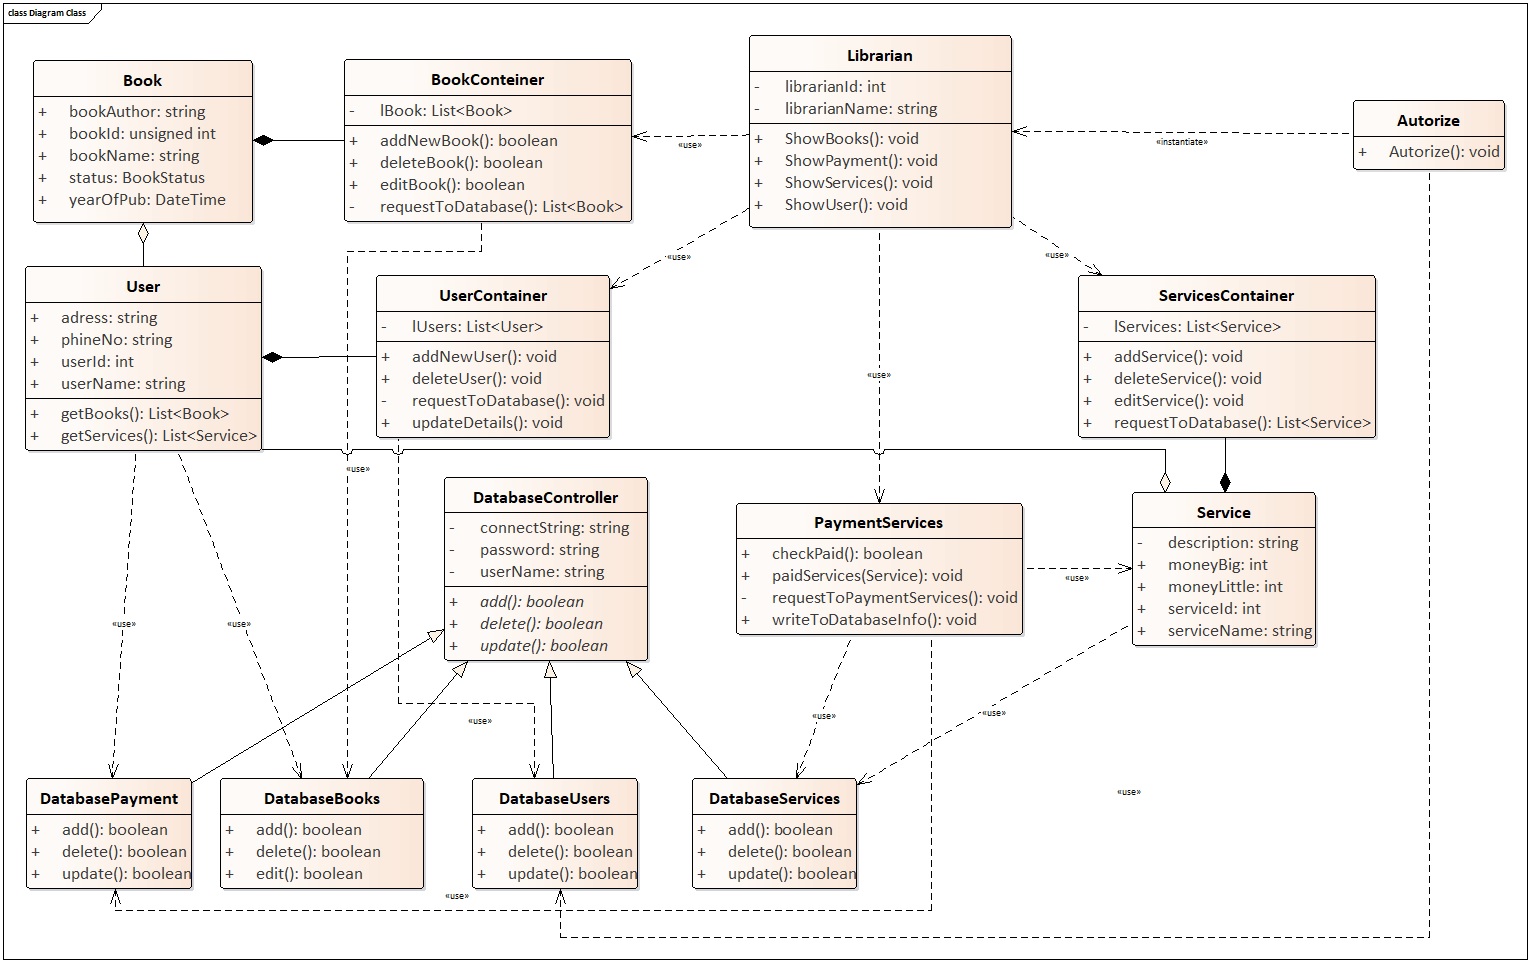 class Diagram Class
Book
+ bookAuthor: string
+ bookId: unsigned int
+ bookName: string
+ status: BookStatus
+ yearOfPub: DateTime
BookConteiner
- lBook: List<Book>
+ addNewBook(): boolean
+ deleteBook(): boolean
+ editBook(): boolean
- requestToDatabase(): List<Book>
«use»
Librarian
- librarianId: int
- librarianName: string
+ ShowBooks(): void
+ ShowPayment(): void
+ ShowServices(): void
+ ShowUser(): void
«instantiate»
Autorize
+ Autorize(): void
«use»
«use»
User
+ adress: string
+ phineNo: string
+ userId: int
+ userName: string
+ getBooks(): List<Book>
+ getServices(): List<Service>
UserContainer
- lUsers: List<User>
+ addNewUser(): void
+ deleteUser(): void
- requestToDatabase(): void
+ updateDetails(): void
«use»
ServicesContainer
- lServices: List<Service>
+ addService(): void
+ deleteService(): void
+ editService(): void
+ requestToDatabase(): List<Service>
«use»
DatabaseController
- connectString: string
- password: string
- userName: string
+ add(): boolean
+ delete(): boolean
+ update(): boolean
PaymentServices
+ checkPaid(): boolean
+ paidServices(Service): void
- requestToPaymentServices(): void
+ writeToDatabaseInfo(): void
«use»
Service
- description: string
+ moneyBig: int
+ moneyLittle: int
+ serviceId: int
+ serviceName: string
«use»
«use»
«use»
«use»
«use»
«use»
DatabasePayment
+ add(): boolean
+ delete(): boolean
+ update(): boolean
DatabaseBooks
+ add(): boolean
+ delete(): boolean
+ edit(): boolean
DatabaseUsers
+ add(): boolean
+ delete(): boolean
+ update(): boolean
DatabaseServices
+ add(): boolean
+ delete(): boolean
+ update(): boolean
«use»